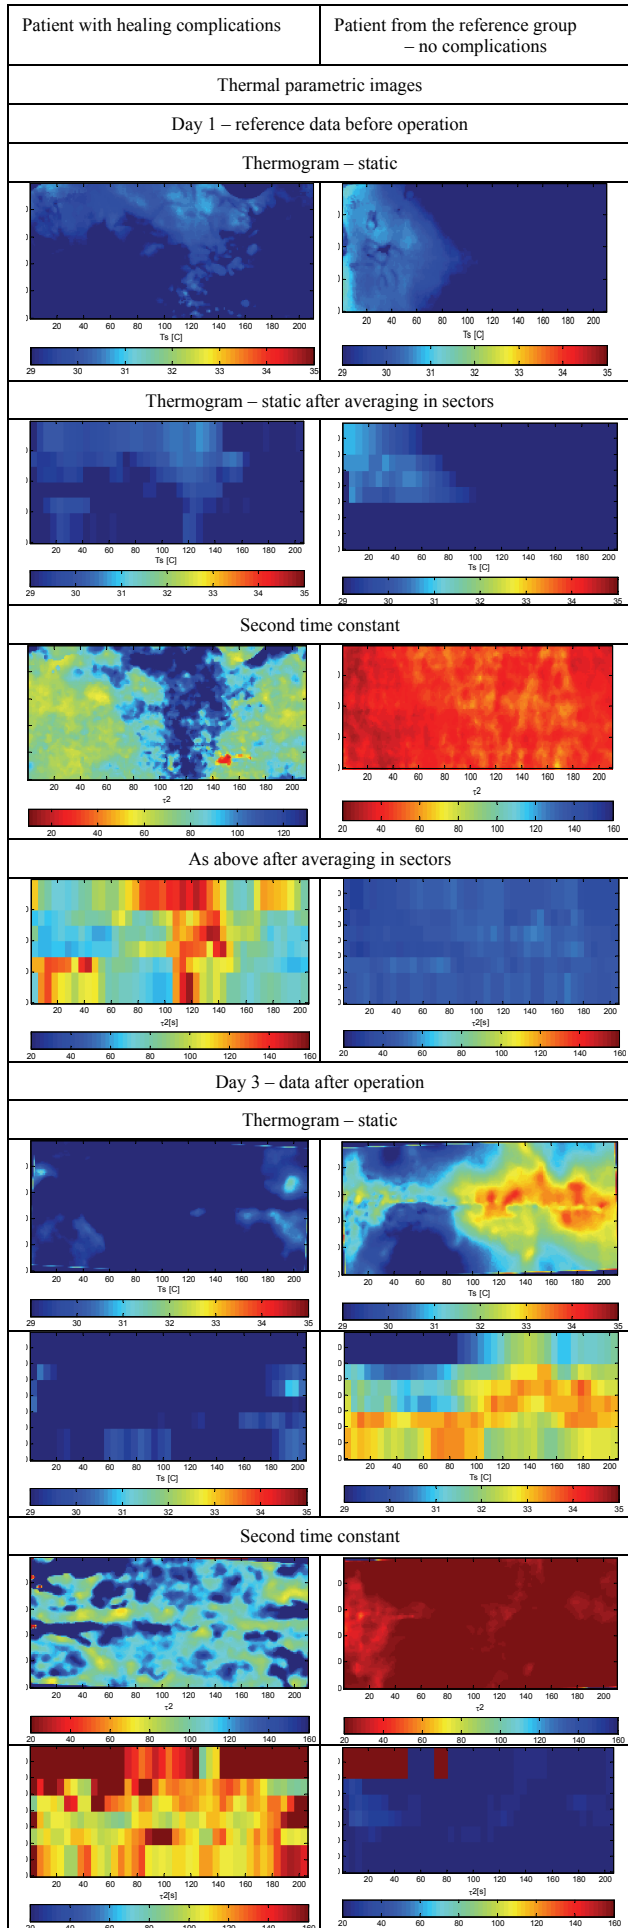 Patient with healing complications
Patient from the reference group
– no complications
Thermal parametric images
Day 1 – reference data before operation
Thermogram – static
20 40 60 80 100 120 140 160 180 200
Ts [C]
29 30 31 32 33 34 35
20 40 60 80 100 120 140 160 180 200
Ts [C]
29 30 31 32 33 34 35
Thermogram – static after averaging in sectors
20 40 60 80 100 120 140 160 180 200
Ts [C]
29 30 31 32 33 34 35
20 40 60 80 100 120 140 160 180 200
Ts [C]
29 30 31 32 33 34 35
Second time constant
20 40 60 80 100 120 140 160 180 200
τ2
20 40 60 80 100 120
20 40 60 80 100 120 140 160 180 200
τ2
20 40 60 80 100 120 140 160
As above after averaging in sectors
20 40 60 80 100 120 140 160 180 200
τ2[s]
20 40 60 80 100 120 140 160
20 40 60 80 100 120 140 160 180 200
τ2[s]
20 40 60 80 100 120 140 160
Day 3 – data after operation
Thermogram – static
20 40 60 80 100 120 140 160 180 200
Ts [C]
29 30 31 32 33 34 35
20 40 60 80 100 120 140 160 180 200
Ts [C]
29 30 31 32 33 34 35
20 40 60 80 100 120 140 160 180 200
Ts [C]
29 30 31 32 33 34 35
20 40 60 80 100 120 140 160 180 200
Ts [C]
29 30 31 32 33 34 35
Second time constant
20 40 60 80 100 120 140 160 180 200
τ2
20 40 60 80 100 120 140 160
20 40 60 80 100 120 140 160 180 200
τ2
20 40 60 80 100 120 140 160
20 40 60 80 100 120 140 160 180 200
τ2[s]
20 40 60 80 100 120 140 160
20 40 60 80 100 120 140 160 180 200
τ2[s]
20 40 60 80 100 120 140 160